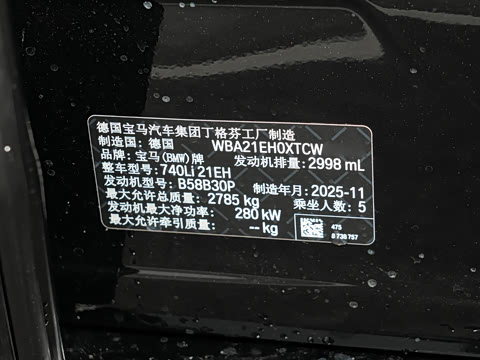 德国宝马汽车集团丁格芬工厂制造
制造国: 德国 WBA21EH0XTCW
品牌: 宝马(BMW)牌 发动机排量: 2998 mL
整车型号: 740Li 21EH
发动机型号: B58B30P 制造年月: 2025-11
最大允许总质量: 2785 kg 乘坐人数: 5
发动机最大净功率: 280 kW
最大允许牵引质量: -- kg
475
8 738 757